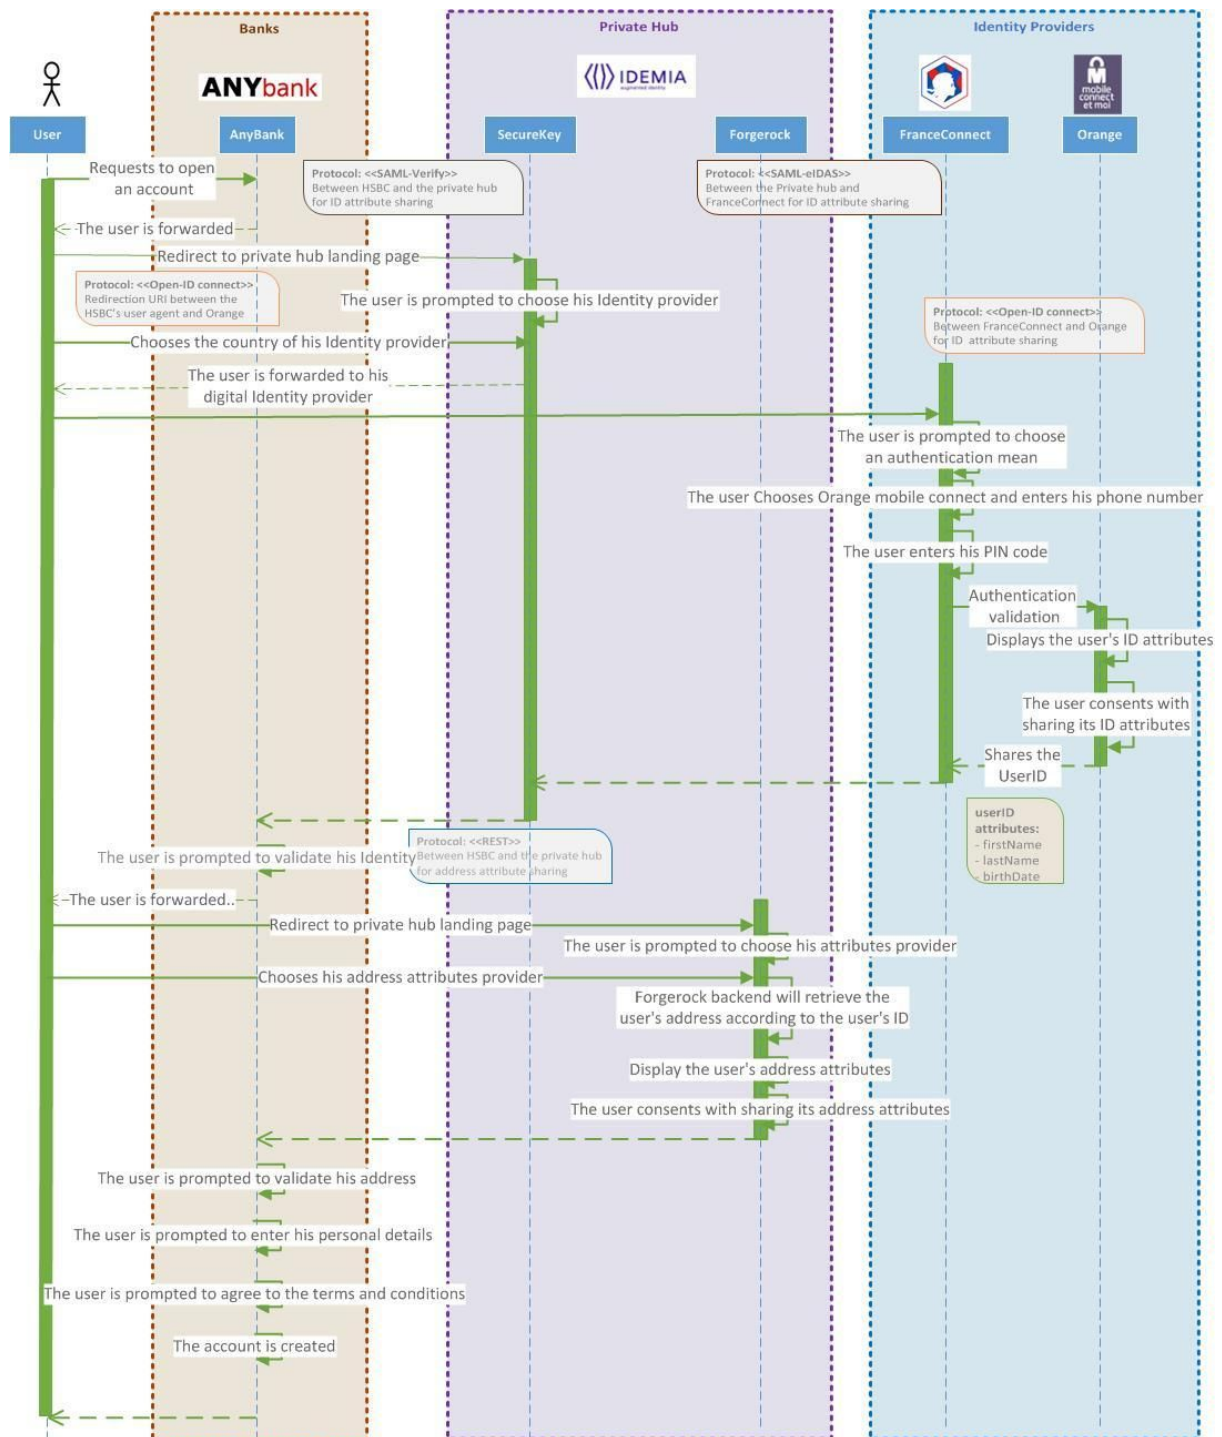 Banks
Private Hub
Identity Providers
ANYbank
IDEMIA
augmented identity
mobile
connect
et moi
User
AnyBank
SecureKey
Forgerock
FranceConnect
Orange
Requests to open
an account
Protocol: <<SAML-Verify>>
Between HSBC and the private hub
for ID attribute sharing
Protocol: <<SAML-eIDAS>>
Between the Private hub and
FranceConnect for ID attribute sharing
The user is forwarded
Redirect to private hub landing page
Protocol: <<Open-ID connect>>
Redirection URI between the
HSBC's user agent and Orange
The user is prompted to choose his Identity provider
Protocol: <<Open-ID connect>>
Between FranceConnect and Orange
for ID attribute sharing
Chooses the country of his Identity provider
The user is forwarded to his
digital Identity provider
The user is prompted to choose
an authentication mean
The user Chooses Orange mobile connect and enters his phone number
The user enters his PIN code
Authentication
validation
Displays the user's ID attributes
The user consents with
sharing its ID attributes
Shares the
UserID
userID
attributes:
- firstName
- lastName
- birthDate
Protocol: <<REST>>
Between HSBC and the private hub
for address attribute sharing
The user is prompted to validate his Identity
The user is forwarded..
Redirect to private hub landing page
The user is prompted to choose his attributes provider
Chooses his address attributes provider
Forgerock backend will retrieve the
user's address according to the user's ID
Display the user's address attributes
The user consents with sharing its address attributes
The user is prompted to validate his address
The user is prompted to enter his personal details
The user is prompted to agree to the terms and conditions
The account is created